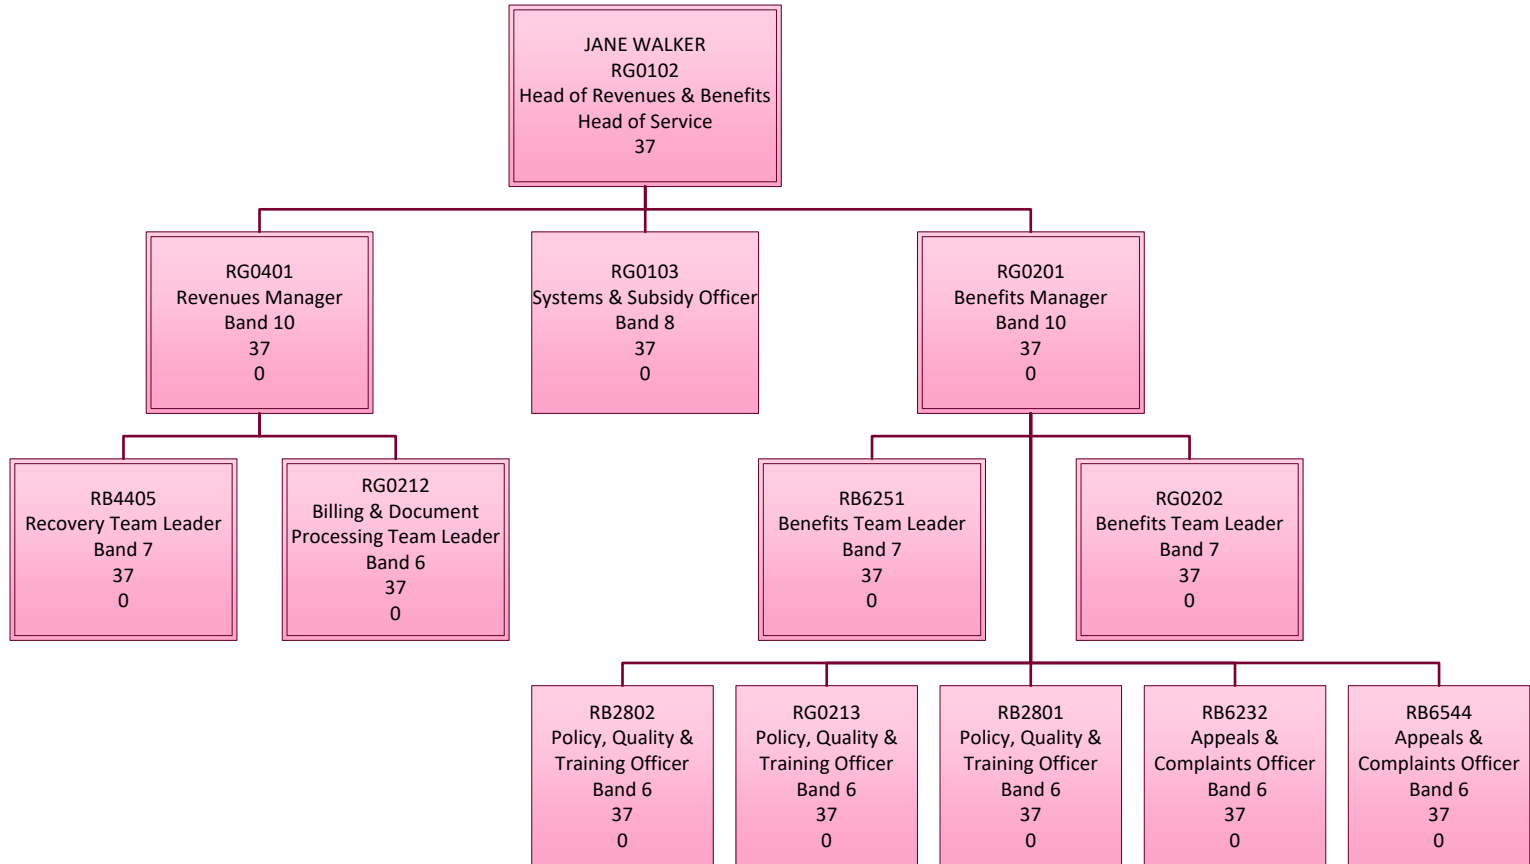 JANE WALKER
RG0102
Head of Revenues & Benefits
Head of Service
37
RG0401
Revenues Manager
Band 10
37
0
RG0103
Systems & Subsidy Officer
Band 8
37
0
RG0201
Benefits Manager
Band 10
37
0
RB4405
Recovery Team Leader
Band 7
37
0
RG0212
Billing & Document
Processing Team Leader
Band 6
37
0
RB6251
Benefits Team Leader
Band 7
37
0
RG0202
Benefits Team Leader
Band 7
37
0
RB2802
Policy, Quality &
Training Officer
Band 6
37
0
RG0213
Policy, Quality &
Training Officer
Band 6
37
0
RB2801
Policy, Quality &
Training Officer
Band 6
37
0
RB6232
Appeals &
Complaints Officer
Band 6
37
0
RB6544
Appeals &
Complaints Officer
Band 6
37
0